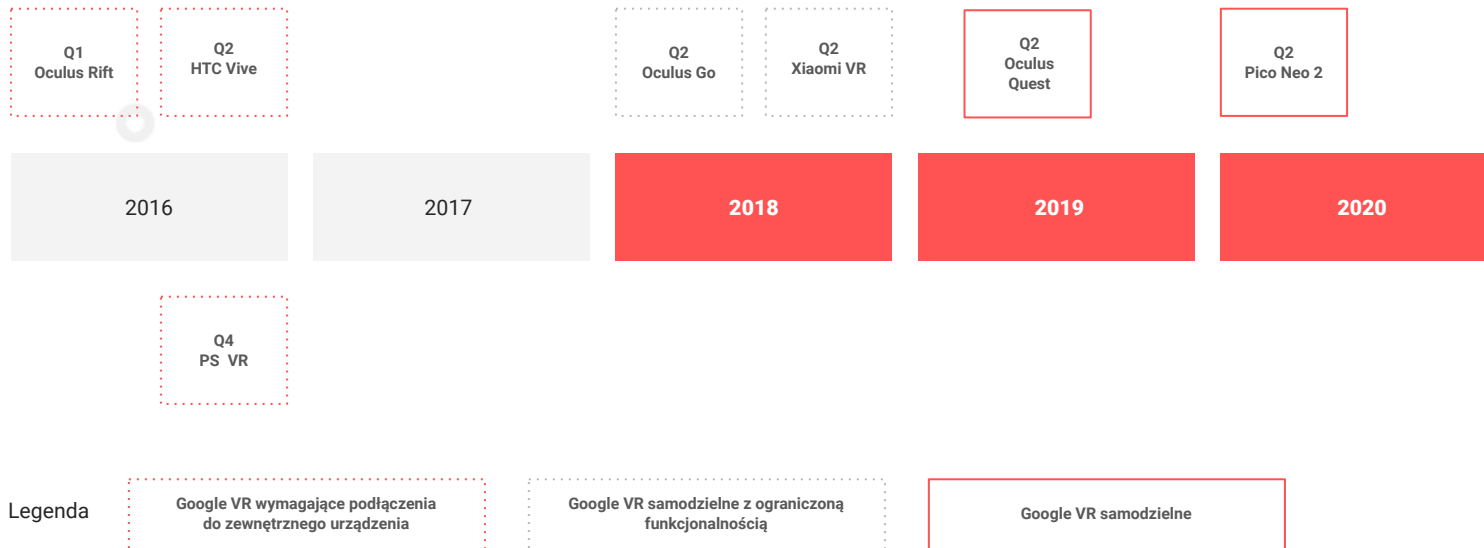 Q1
Oculus Rift
Q2
HTC Vive
Q2
Oculus Go
Q2
Xiaomi VR
Q2
Oculus
Quest
Q2
Pico Neo 2
2016
2017
2018
2019
2020
Q4
PS VR
Legenda
Google VR wymagające podłączenia
do zewnętrznego urządzenia
Google VR samodzielne z ograniczoną
funkcjonalnością
Google VR samodzielne